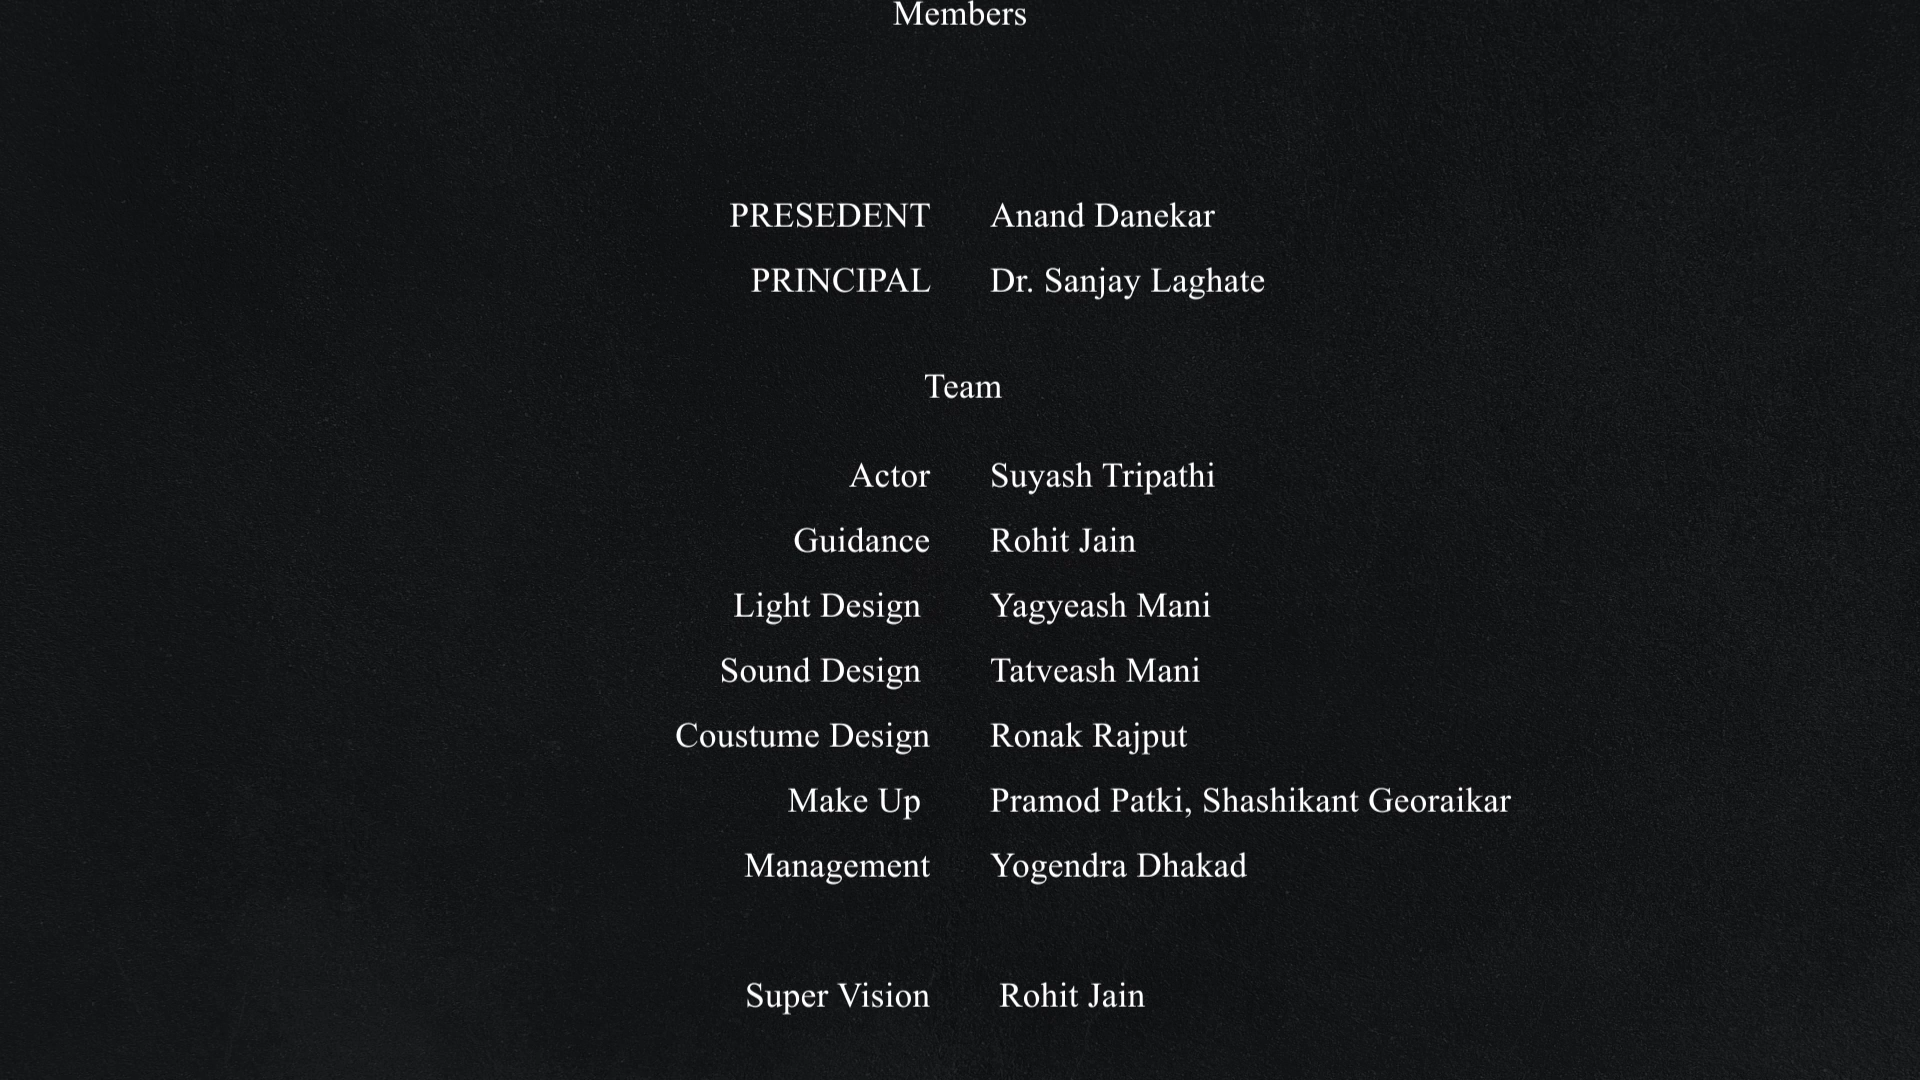 Members
PRESEDENT Anand Danekar
PRINCIPAL Dr. Sanjay Laghate
Team
Actor Suyash Tripathi
Guidance Rohit Jain
Light Design Yagyeash Mani
Sound Design Tatveash Mani
Coustume Design Ronak Rajput
Make Up Pramod Patki, Shashikant Georaikar
Management Yogendra Dhakad
Super Vision Rohit Jain